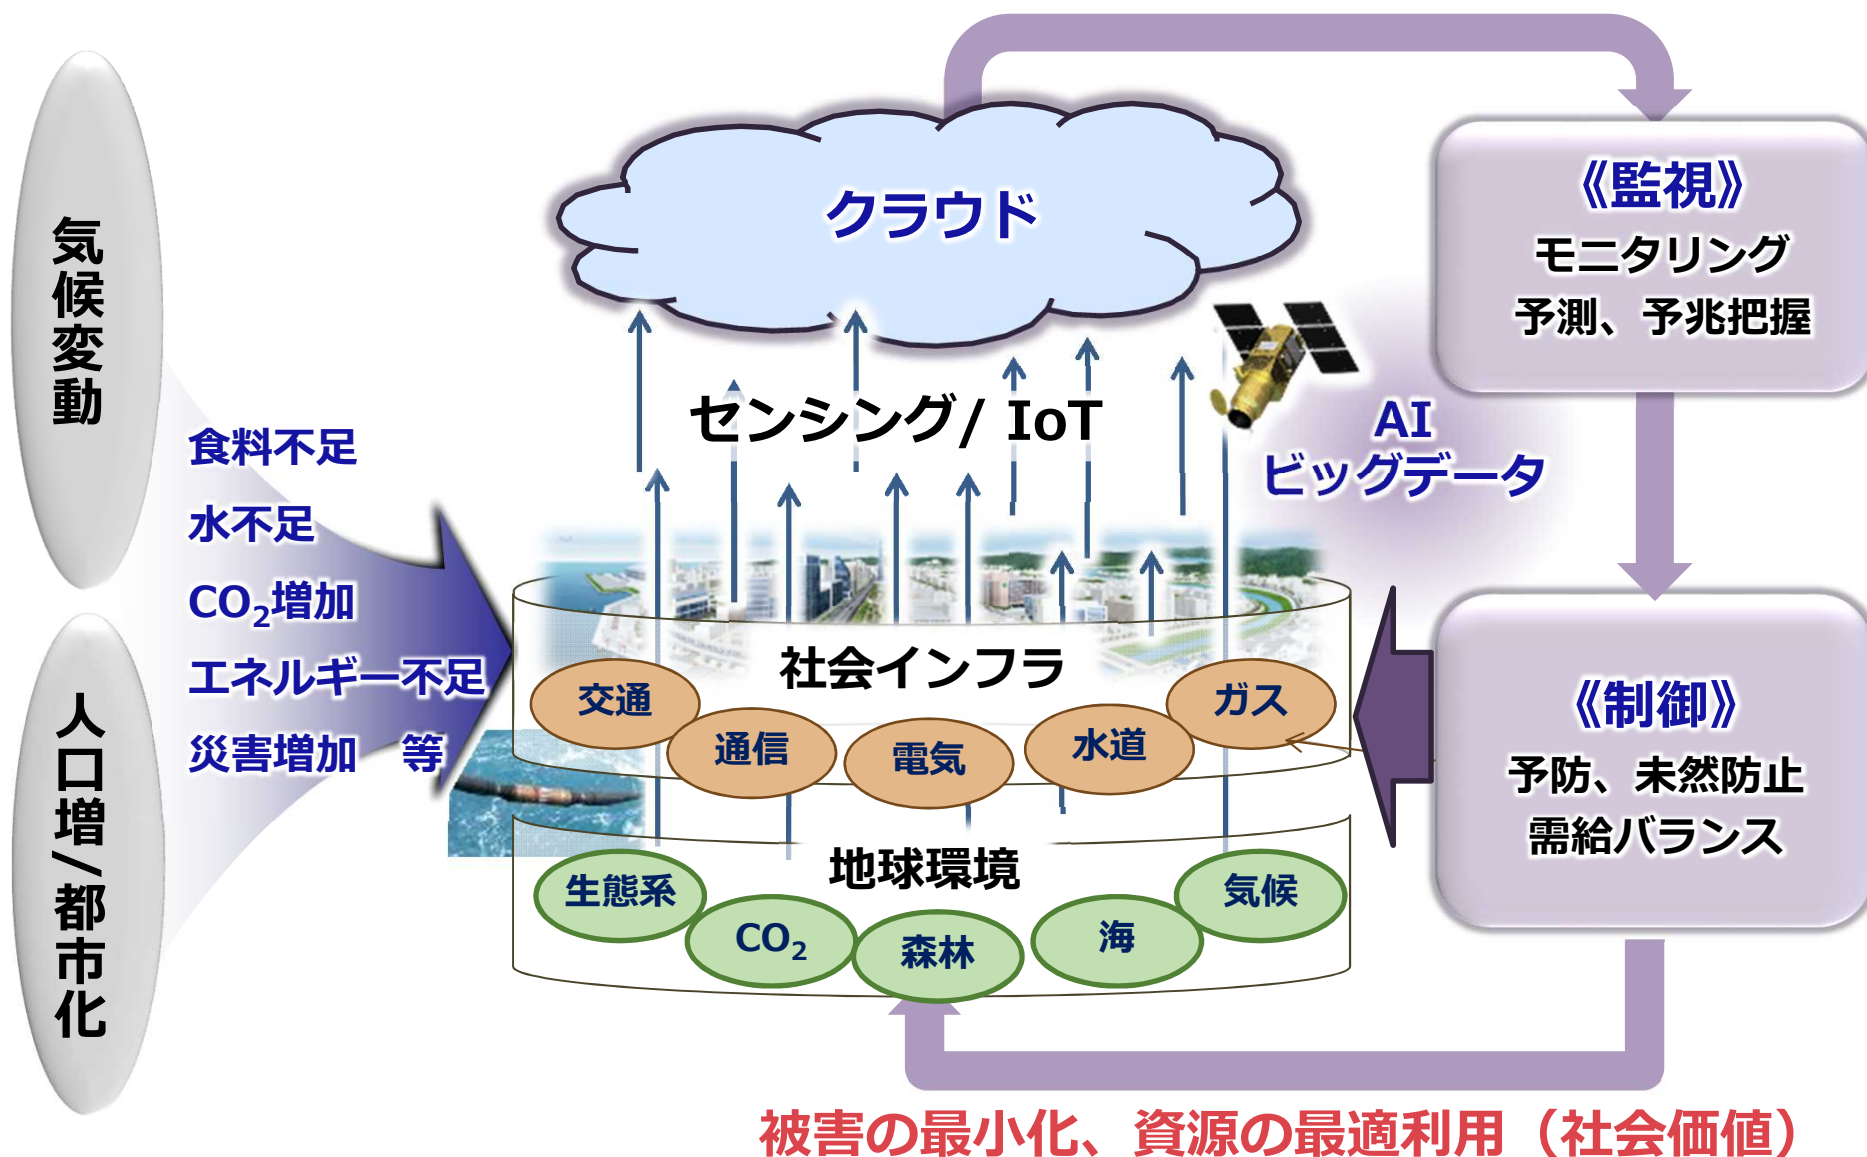 気候変動
人口増/都市化
食料不足
水不足
CO₂増加
エネルギー不足
災害増加　等
クラウド
センシング/ IoT
AI
ビッグデータ
社会インフラ
交通
通信
電気
水道
ガス
地球環境
生態系
CO₂
森林
海
気候
《監視》
モニタリング
予測、予兆把握
《制御》
予防、未然防止
需給バランス
被害の最小化、資源の最適利用（社会価値）